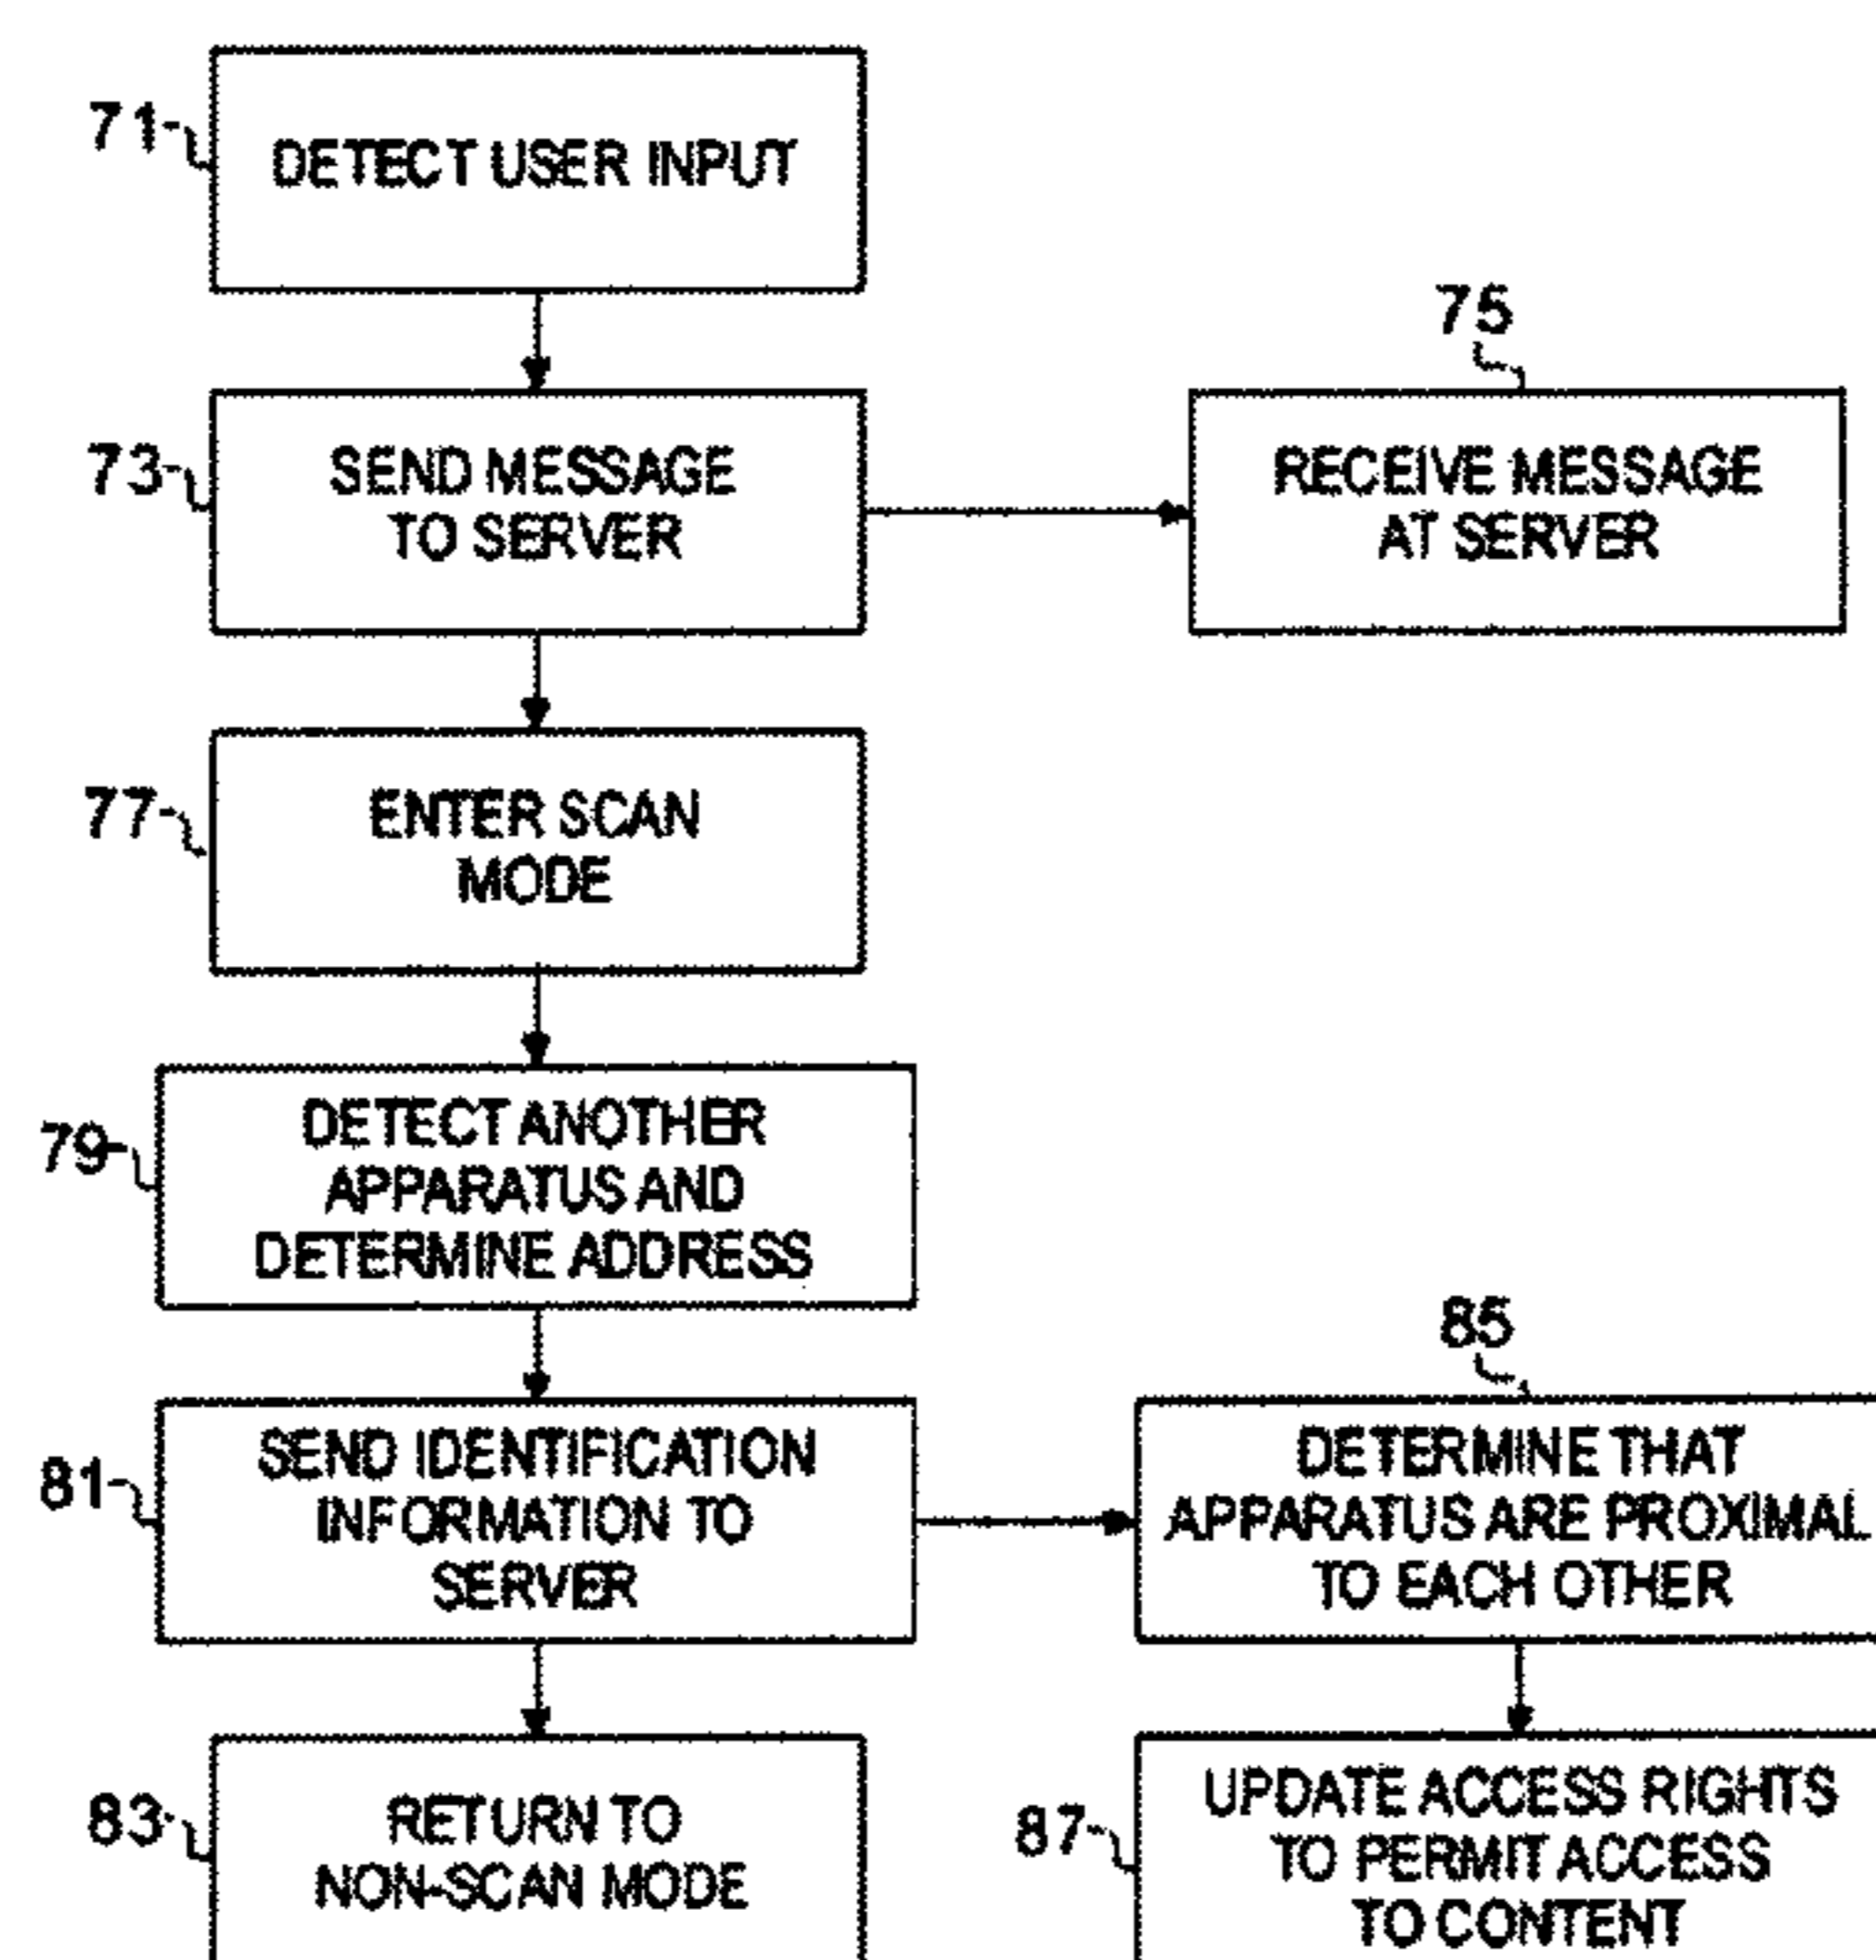 71
DETECT USER INPUT
75
73
SEND MESSAGE
TO SERVER
RECEIVE MESSAGE
AT SERVER
77
ENTER SCAN
MODE
79
DETECT ANOTHER
APPARATUS AND
DETERMINE ADDRESS
85
81
SEND IDENTIFICATION
INFORMATION TO
SERVER
DETERMINE THAT
APPARATUS ARE PROXIMAL
TO EACH OTHER
83
RETURN TO
NON-SCAN MODE
87
UPDATE ACCESS RIGHTS
TO PERMIT ACCESS
TO CONTENT